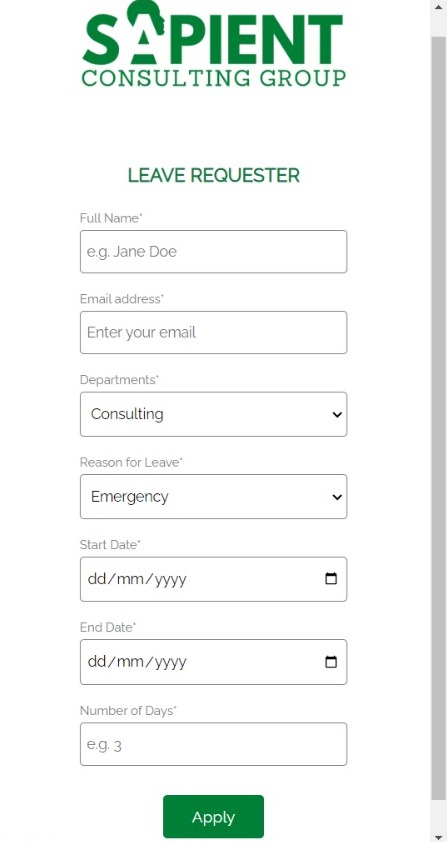 SAPIENT
CONSULTING GROUP
LEAVE REQUESTER
Full Name*
e.g. Jane Doe
Email address*
Enter your email
Departments*
Consulting
Reason for Leave*
Emergency
Start Date*
dd/mm/yyyy
End Date*
dd/mm/yyyy
Number of Days*
e.g. 3
Apply